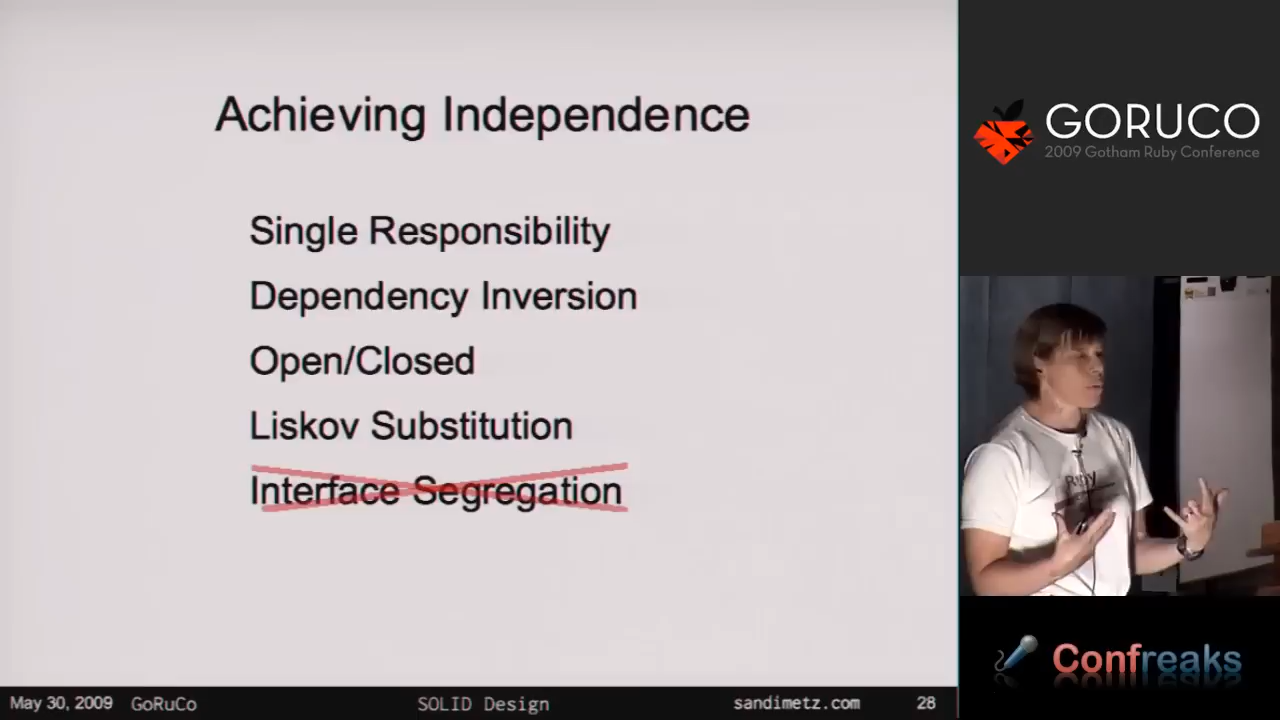 Achieving Independence
Single Responsibility
Dependency Inversion
Open/Closed
Liskov Substitution
Interface Segregation
May 30, 2009 GoRuCo SOLID Design sandimetz.com 28
GORUCO
2009 Gotham Ruby Conference
Ruby
Confreaks